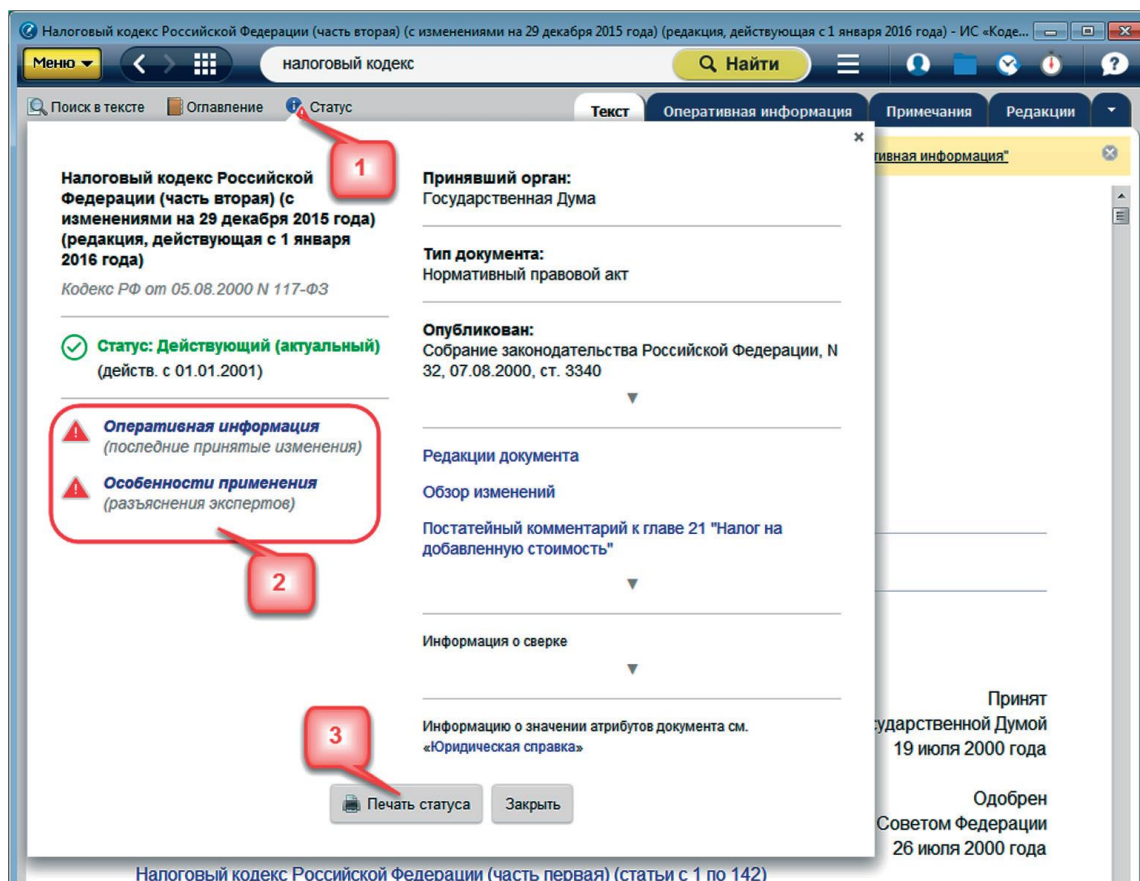 Налоговый кодекс Российской Федерации (часть вторая) (с изменениями на 29 декабря 2015 года) (редакция, действующая с 1 января 2016 года) - ИС «Коде...
Меню
налоговый кодекс
Найти
Поиск в тексте
Оглавление
Статус
Текст
Оперативная информация
Примечания
Редакции
тивная информация"
1
Налоговый кодекс Российской
Федерации (часть вторая) (с
изменениями на 29 декабря 2015 года)
(редакция, действующая с 1 января
2016 года)
Кодекс РФ от 05.08.2000 N 117-ФЗ
Статус: Действующий (актуальный)
(действ. с 01.01.2001)
Оперативная информация
(последние принятые изменения)
Особенности применения
(разъяснения экспертов)
2
Принявший орган:
Государственная Дума
Тип документа:
Нормативный правовой акт
Опубликован:
Собрание законодательства Российской Федерации, N
32, 07.08.2000, ст. 3340
Редакции документа
Обзор изменений
Постатейный комментарий к главе 21 "Налог на
добавленную стоимость"
Информация о сверке
Информацию о значении атрибутов документа см.
«Юридическая справка»
3
Печать статуса
Закрыть
Принят
сударственной Думой
19 июля 2000 года
Одобрен
Советом Федерации
26 июля 2000 года
Налоговый кодекс Российской Федерации (часть первая) (статьи с 1 по 142)